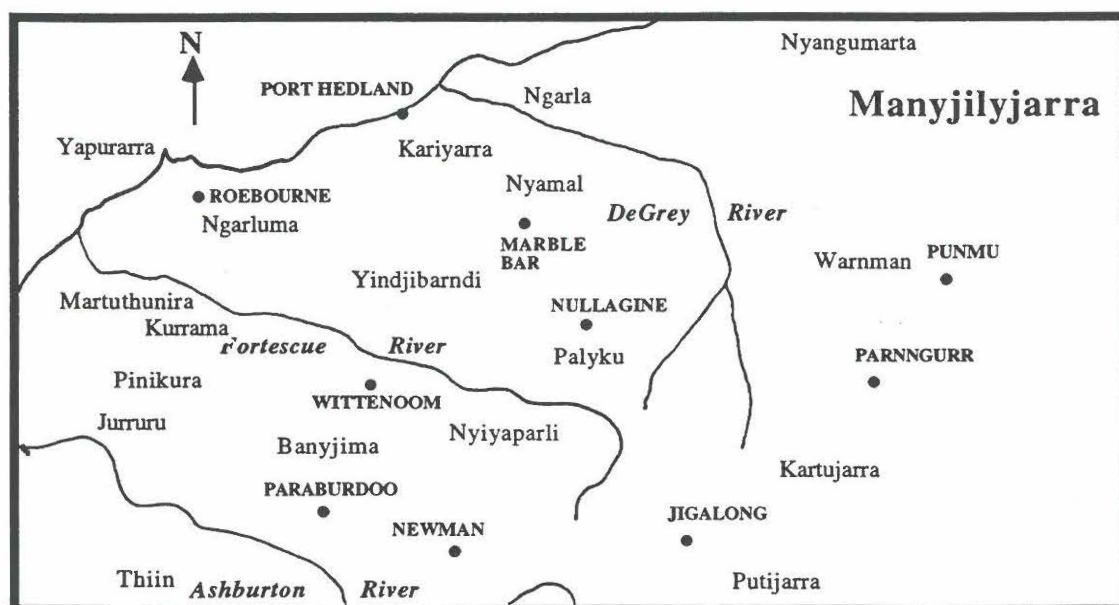 Nyangumarta
N
PORT HEDLAND
Ngarla
Manyjilyjarra
Yapurarra
Kariyarra
Nyamal
ROEBOURNE
DeGrey River
Ngarluma
MARBLE
BAR
Warnman
PUNMU
Yindjibarndi
Martuthunira
NULLAGINE
Kurrama
Fortescue River
Palyku
PARNNGURR
Pinikura
WITTENOOM
Jurruru
Nyiyaparli
Banyjima
Kartujarra
PARABURDOO
JIGALONG
NEWMAN
Thiin
Ashburton River
Putijarra